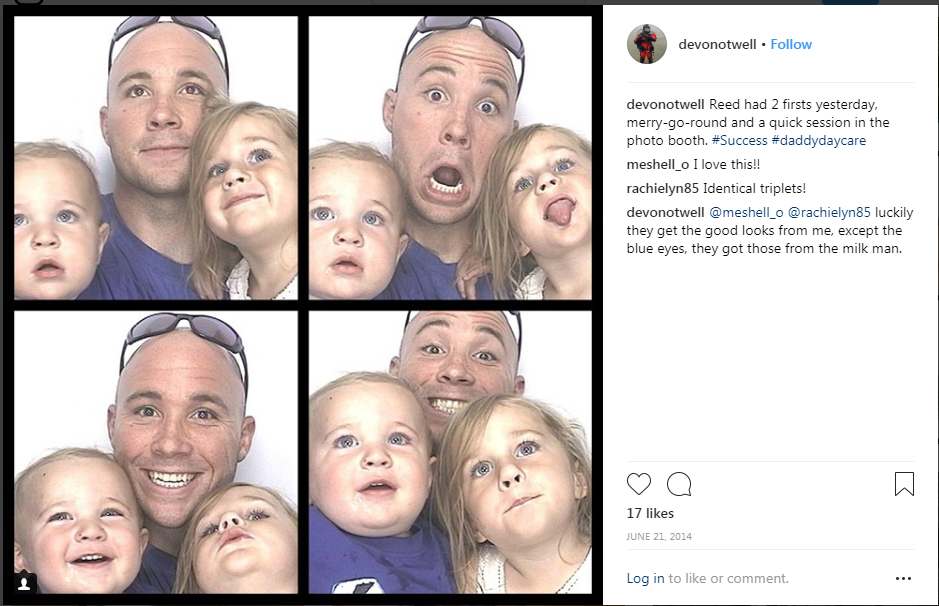 devonotwell • Follow
devonotwell Reed had 2 firsts yesterday,
merry-go-round and a quick session in the
photo booth. #Success #daddydaycare
meshell_o I love this!!
rachielyn85 Identical triplets!
devonotwell @meshell_o @rachielyn85 luckily
they get the good looks from me, except the
blue eyes, they got those from the milk man.
17 likes
JUNE 21, 2014
Log in to like or comment.